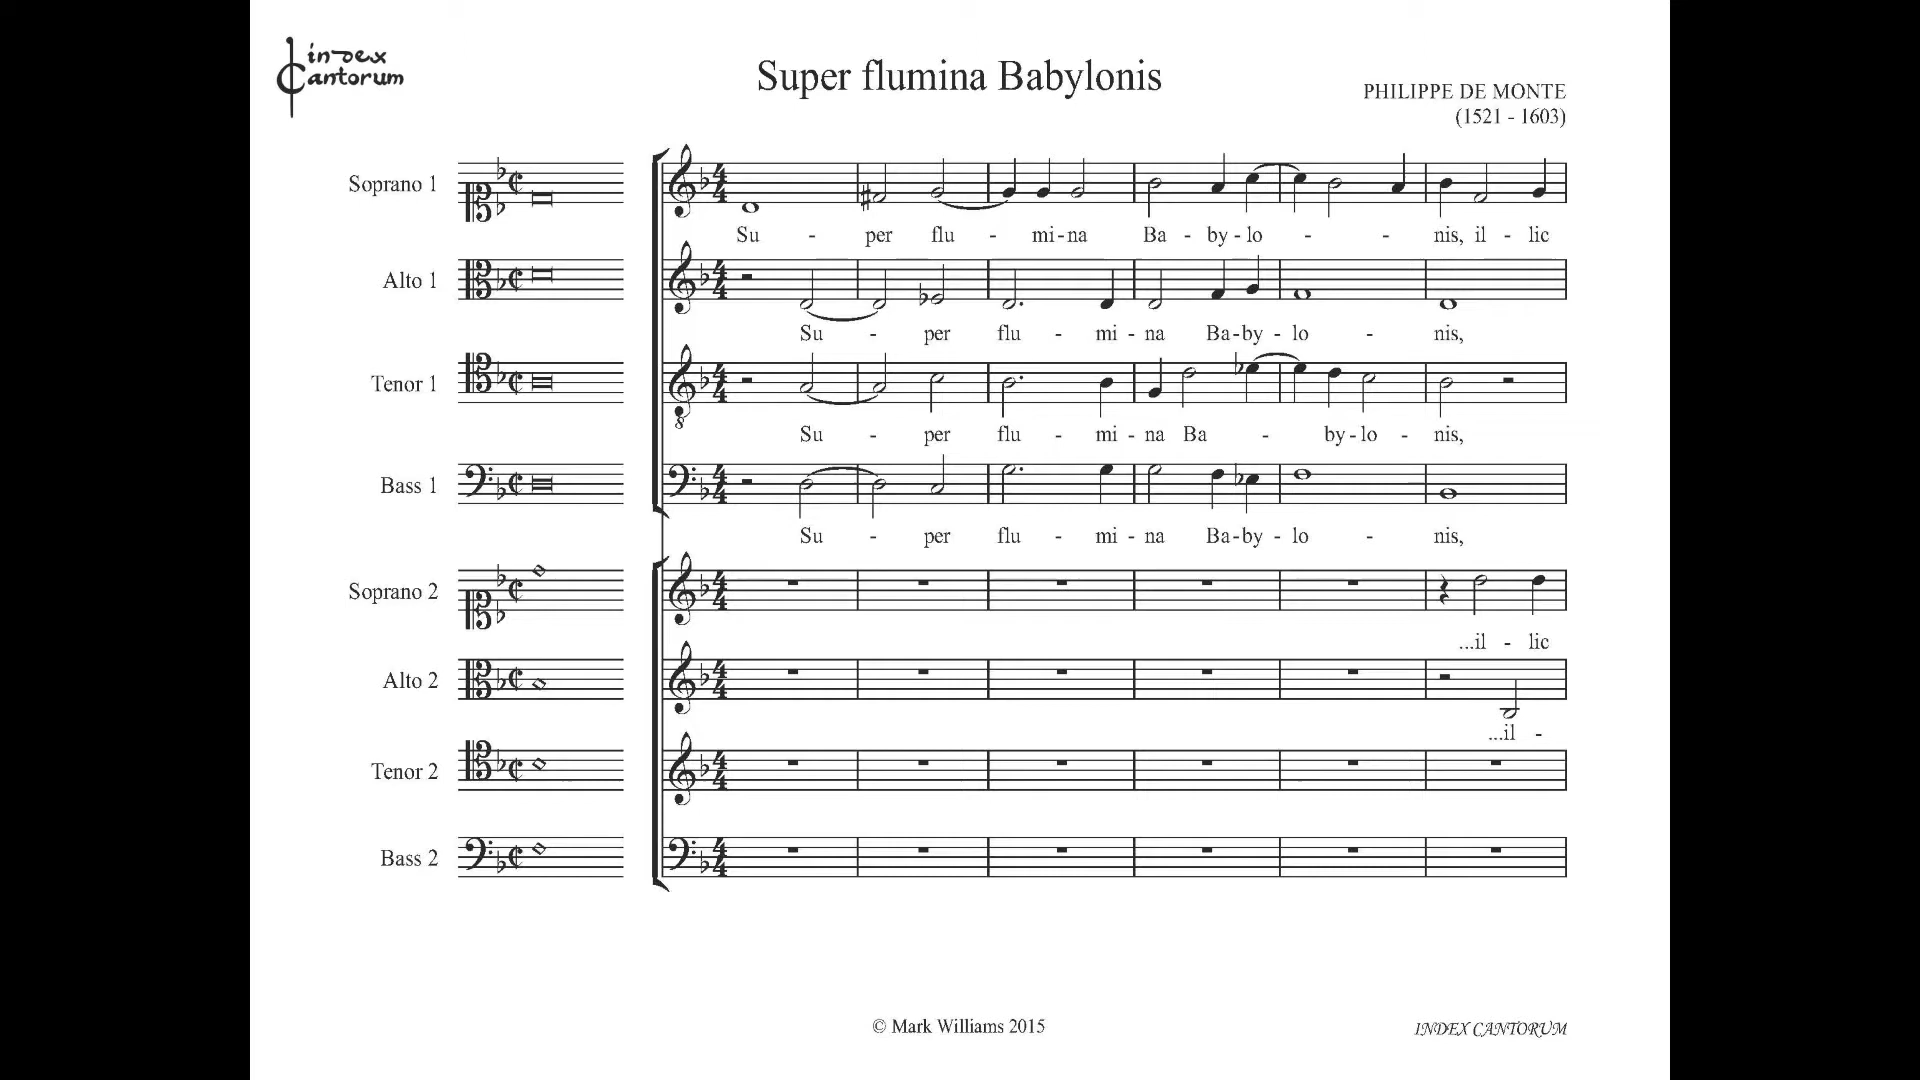 index
Cantorum
Super flumina Babylonis
PHILIPPE DE MONTE
(1521 - 1603)
Soprano 1
Su - per flu - mi-na Ba - by - lo - - nis, il - lic
Alto 1
Su - per flu - mi - na Ba-by - lo - nis,
Tenor 1
8
Su - per flu - mi - na Ba - by-lo - nis,
Bass 1
Su - per flu - mi - na Ba-by - lo - nis,
Soprano 2
...il - lic
Alto 2
...il -
Tenor 2
Bass 2
© Mark Williams 2015
INDEX CANTORUM